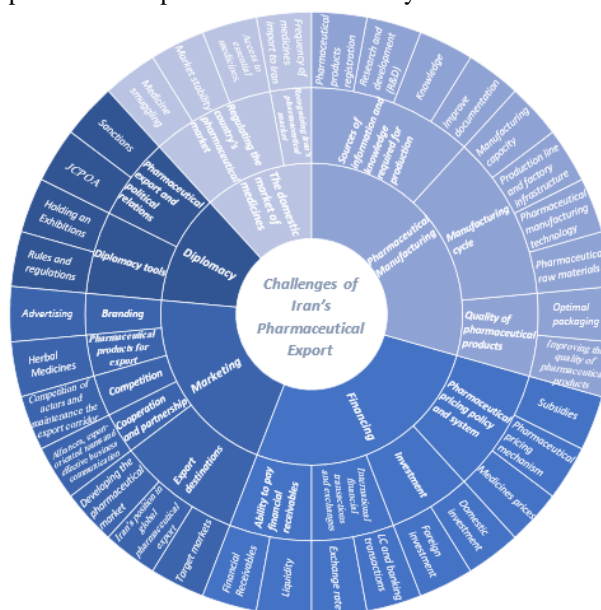 Challenges of
Iran's
Pharmaceutical
Export
Pharmaceutical
Manufacturing
Sources of
information and
knowledge
required for
production
Pharmaceutical
products
registration
Research and
development
(R&D)
Knowledge
Improve
documentation
Manufacturing
cycle
Manufacturing
capacity
Production line
and factory
infrastructure
Pharmaceutical
manufacturing
technology
Pharmaceutical
raw materials
Quality of
pharmaceutical
products
Optimal
packaging
Improving the
quality of
pharmaceutical
products
Financing
Pharmaceutical
pricing policy
and system
Subsidies
Pharmaceutical
pricing
mechanism
Medicines prices
Investment
Domestic
investment
Foreign
investment
International
financial
transactions
and exchanges
LC and banking
transactions
Exchange rate
Ability to pay
financial
receivables
Liquidity
Financial
Receivables
Marketing
Export
destinations
Target markets
Iran's position in
global
pharmaceutical
export
Developing the
pharmaceutical
market
Cooperation
and partnership
Alliances, export-
oriented teams and
effective business
communication
Competition
Competition of
actors and
maintenance the
export corridor
Pharmaceutical
products for
export
Herbal
Medicines
Branding
Advertising
Diplomacy
Diplomacy tools
Rules and
regulations
Holding an
Exhibitions
Pharmaceutical
export and
political
relations
JCPOA
Sanctions
The domestic
market of
medicines
Regulating the
country's
pharmaceutical
market
Medicine
smuggling
Market stability
Access to
essential
medicines.
Recognizing Iran's
pharmaceutical
market
Frequency of
medicines
import to Iran